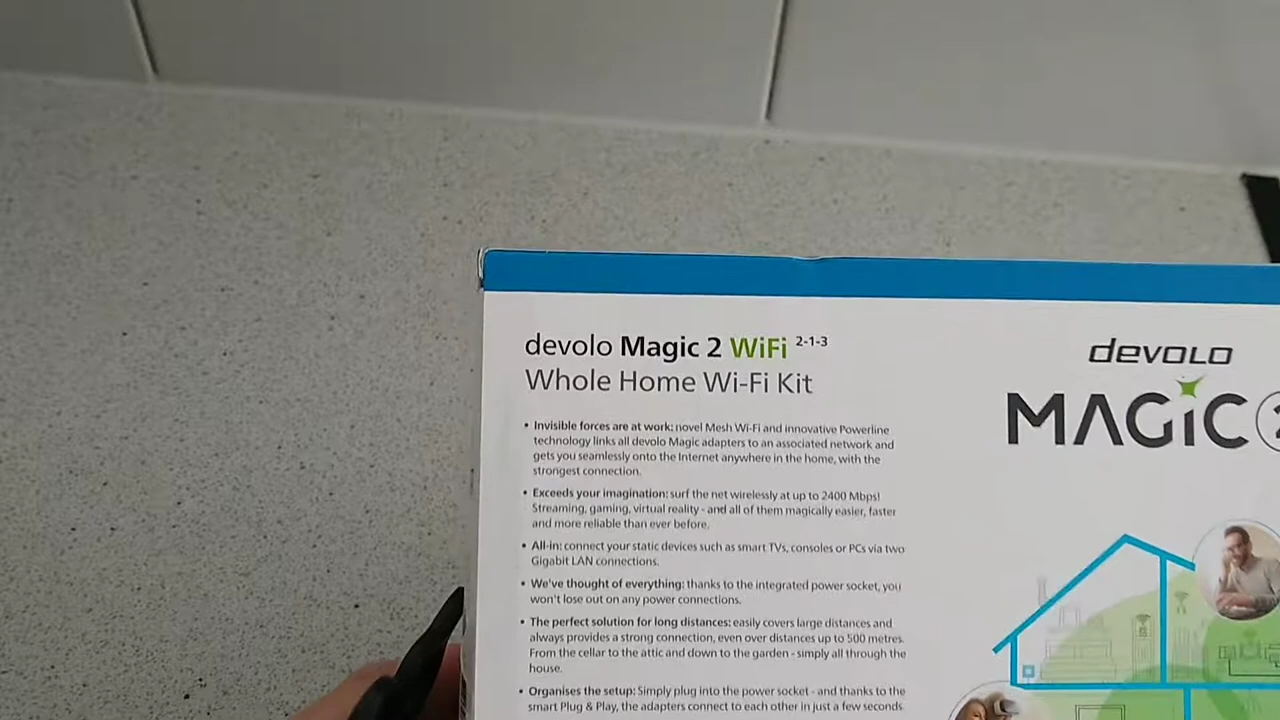 devolo Magic 2 WiFi 2-1-3
Whole Home Wi-Fi Kit
devolo
MAGiC 2
• Invisible forces are at work: novel Mesh Wi-Fi and innovative Powerline
technology links all devolo Magic adapters to an associated network and
gets you seamlessly onto the Internet anywhere in the home, with the
strongest connection.
• Exceeds your imagination: surf the net wirelessly at up to 2400 Mbps!
Streaming, gaming, virtual reality - and all of them magically easier, faster
and more reliable than ever before.
• All-in: connect your static devices such as smart TVs, consoles or PCs via two
Gigabit LAN connections.
• We've thought of everything: thanks to the integrated power socket, you
won't lose out on any power connections.
• The perfect solution for long distances: easily covers large distances and
always provides a strong connection, even over distances up to 500 metres.
From the cellar to the attic and down to the garden - simply all through the
house.
• Organises the setup: Simply plug into the power socket - and thanks to the
smart Plug & Play, the adapters connect to each other in just a few seconds